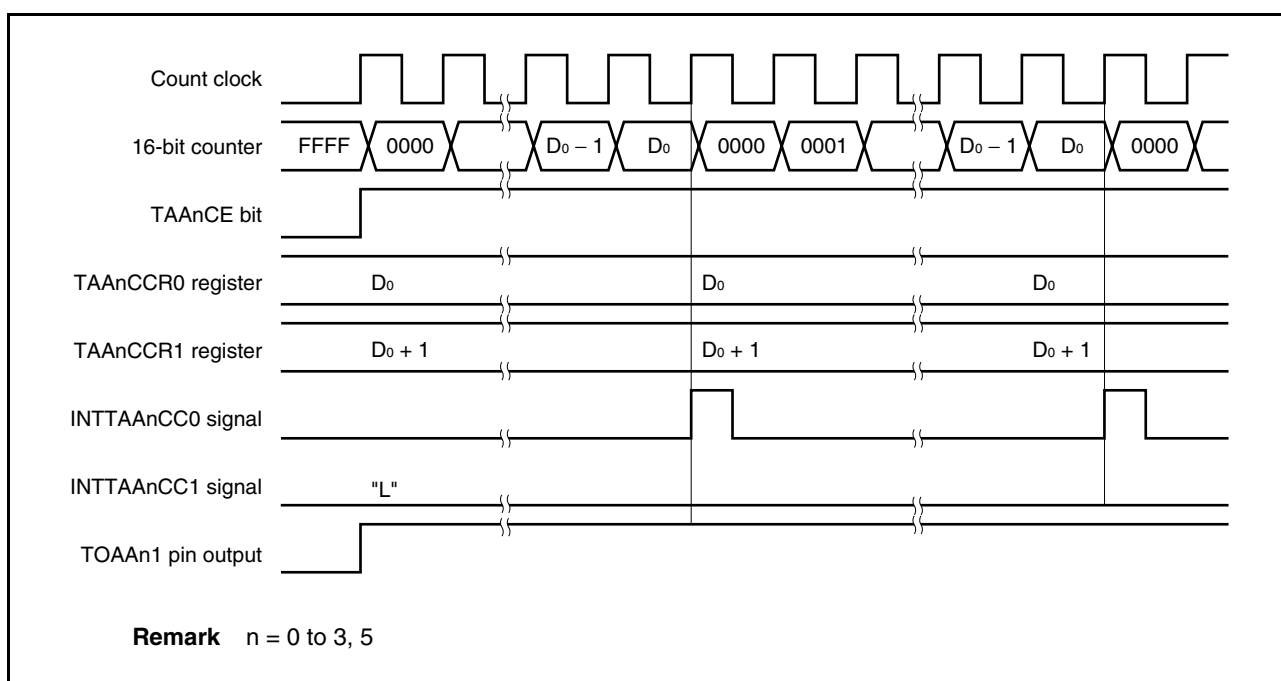 Count clock
16-bit counter FFFF 0000 D₀ − 1 D₀ 0000 0001 D₀ − 1 D₀ 0000
TAAnCE bit
TAAnCCR0 register D₀ D₀ D₀
TAAnCCR1 register D₀ + 1 D₀ + 1 D₀ + 1
INTTAAnCC0 signal
INTTAAnCC1 signal "L"
TOAAn1 pin output
Remark n = 0 to 3, 5